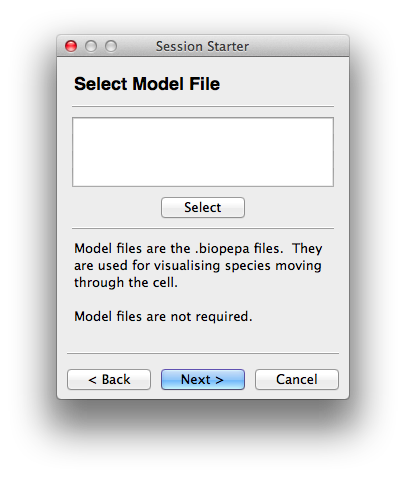 Session Starter
Select Model File
Select
Model files are the .biopepa files.  They
are used for visualising species moving
through the cell.
Model files are not required.
< Back
Next >
Cancel